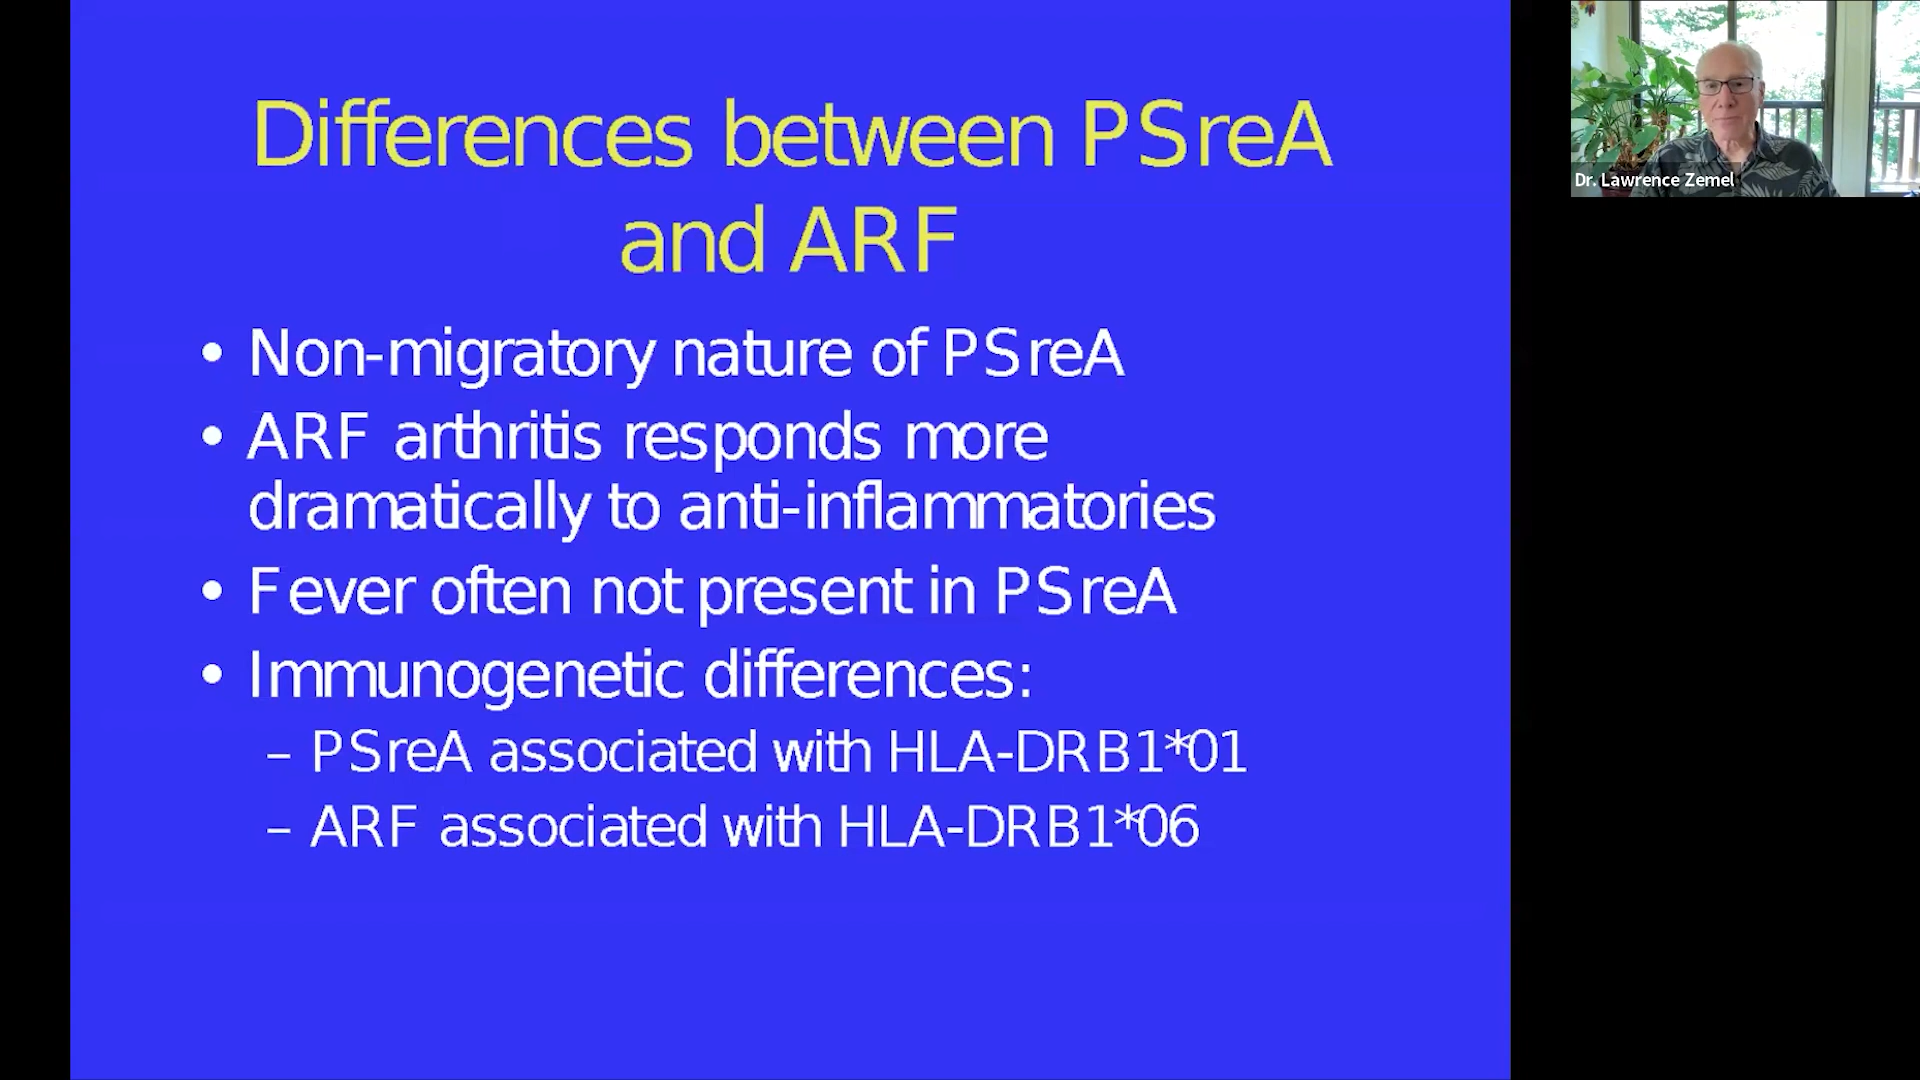 Differences between PSreA
and ARF
• Non-migratory nature of PSreA
• ARF arthritis responds more
dramatically to anti-inflammatories
• Fever often not present in PSreA
• Immunogenetic differences:
– PSreA associated with HLA-DRB1*01
– ARF associated with HLA-DRB1*06
Dr. Lawrence Zemel